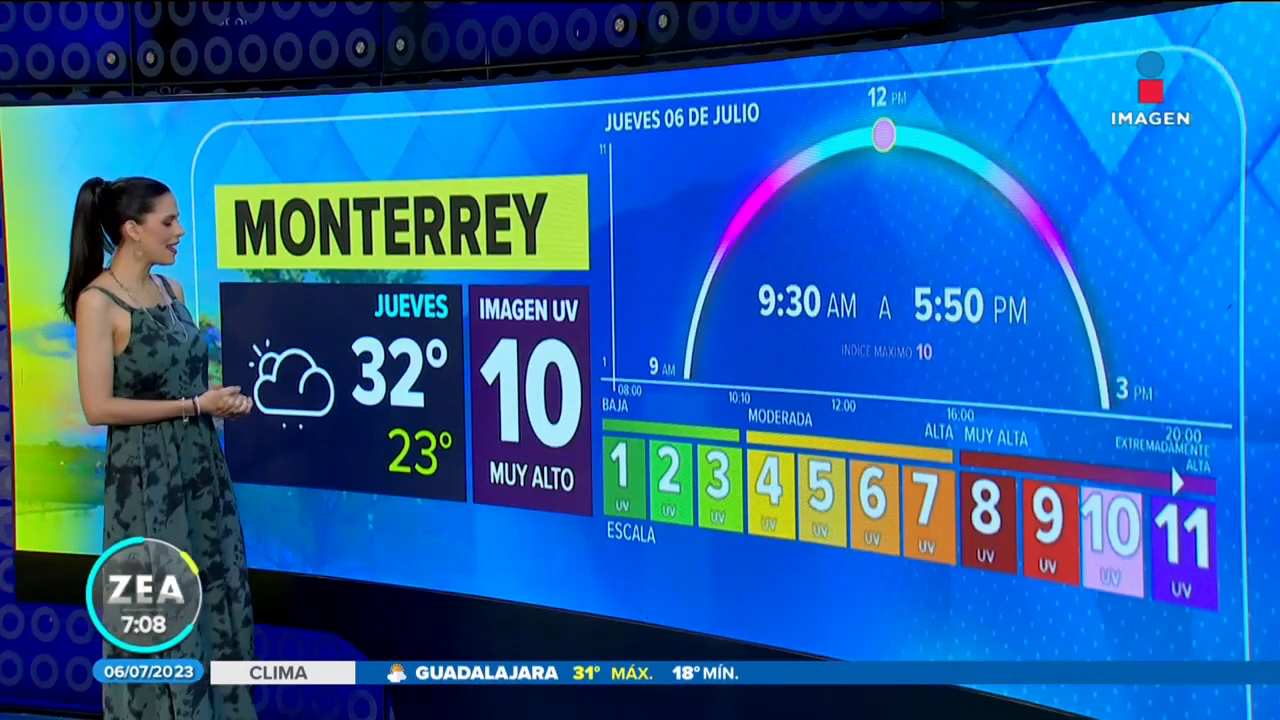 JUEVES 06 DE JULIO
12 PM
IMAGEN
11
MONTERREY
JUEVES
32°
23°
IMAGEN UV
10
MUY ALTO
9:30 AM A 5:50 PM
INDICE MAXIMO 10
1
9 AM
3 PM
08:00
10:10
12:00
16:00
20:00
BAJA
MODERADA
ALTA
MUY ALTA
EXTREMADAMENTE
ALTA
1 UV
2 UV
3 UV
4 UV
5 UV
6 UV
7 UV
8 UV
9 UV
10 UV
11 UV
ESCALA
ZEA
7:08
06/07/2023 CLIMA GUADALAJARA 31° MÁX. 18° MÍN.